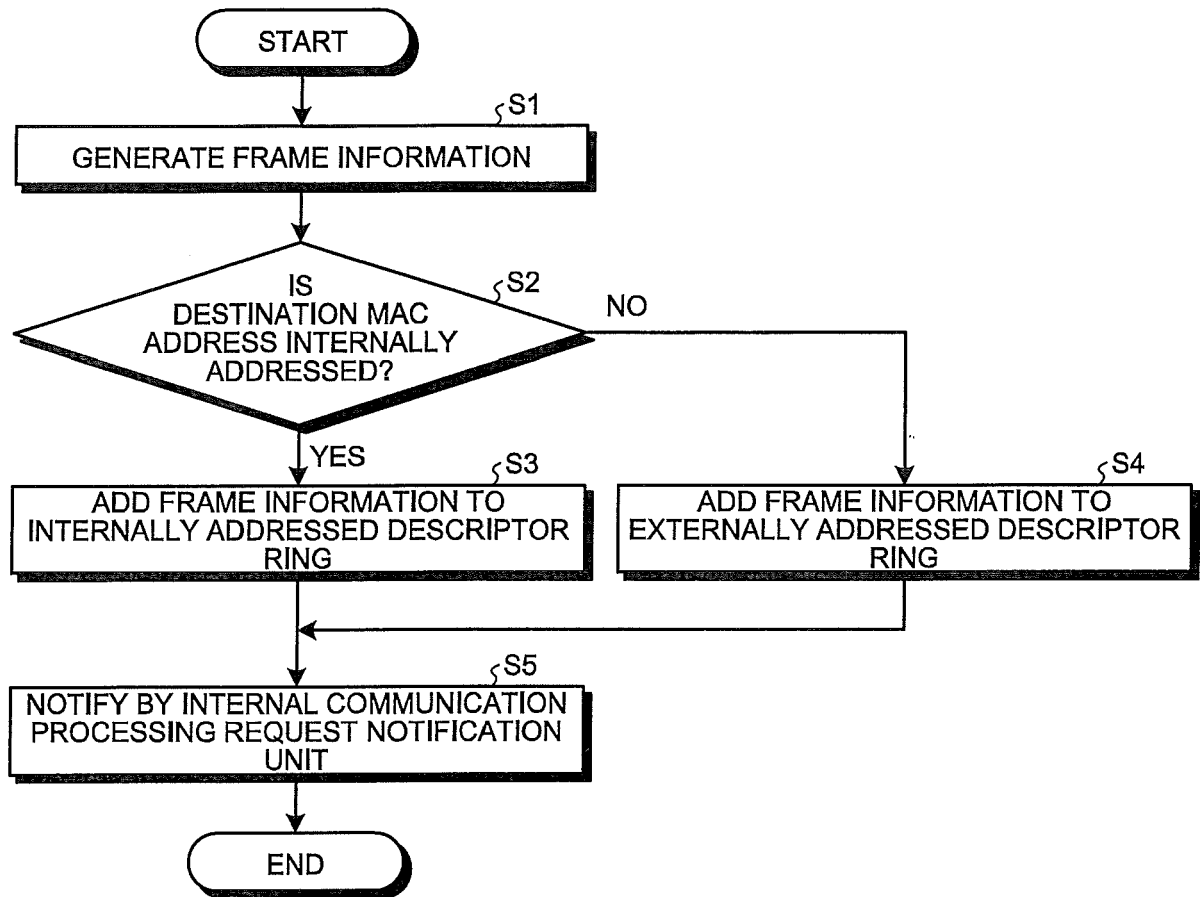 START
S1
GENERATE FRAME INFORMATION
S2
IS
DESTINATION MAC
ADDRESS INTERNALLY
ADDRESSED?
NO
YES
S3
ADD FRAME INFORMATION TO
INTERNALLY ADDRESSED DESCRIPTOR
RING
S4
ADD FRAME INFORMATION TO
EXTERNALLY ADDRESSED DESCRIPTOR
RING
S5
NOTIFY BY INTERNAL COMMUNICATION
PROCESSING REQUEST NOTIFICATION
UNIT
END